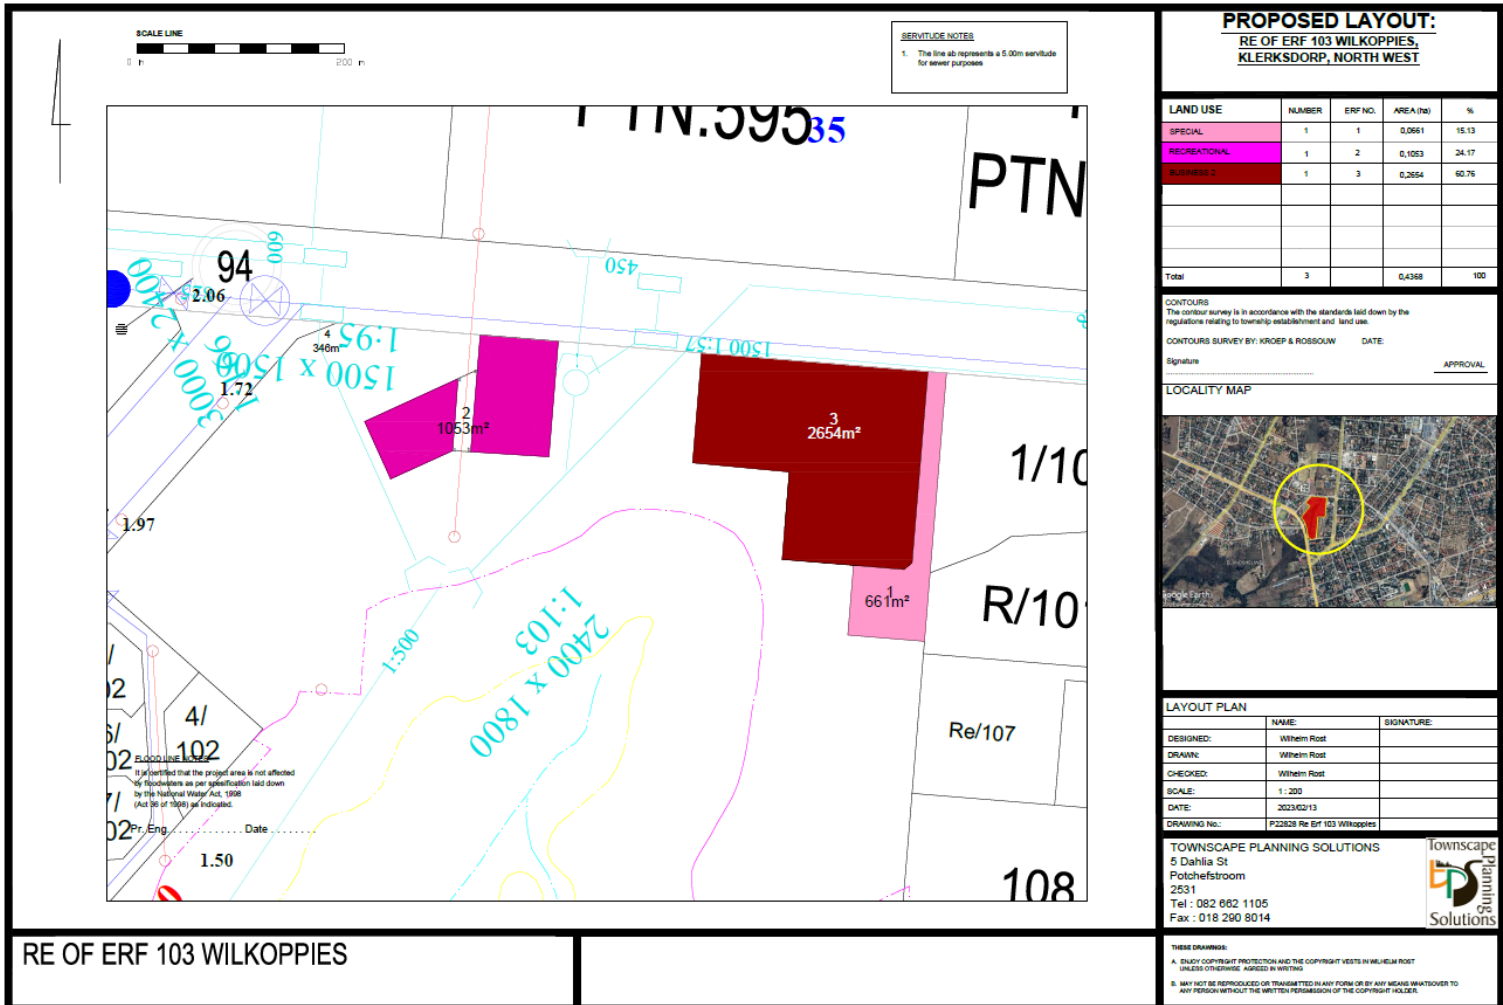 SCALE LINE
0 m
200 m
SERVITUDE NOTES
1. The line ab represents a 5.00m servitude
for sewer purposes
PTN.595
35
PTN
94
600
450
2.06
3000 x 2400
4
346m²
1:95
1500 x 1500
1:57
1500
1.72
2
1053m²
3
2654m²
1/10
1.97
1
661m²
R/10
1:103
2400 x 1800
1:500
4/
102
Re/107
108
1.50
FLOOD LINE NOTES
It is certified that the project area is not affected
by floodwaters as per spesification laid down
by the National Water Act, 1998
(Act 36 of 1998) as indicated.
Pr. Eng. Date
RE OF ERF 103 WILKOPPIES
PROPOSED LAYOUT:
RE OF ERF 103 WILKOPPIES,
KLERKSDORP, NORTH WEST
LAND USE NUMBER ERF NO. AREA (ha) %
SPECIAL 1 1 0,0661 15.13
RECREATIONAL 1 2 0,1053 24.17
BUSINESS 2 1 3 0,2654 60.76
Total 3 0,4368 100
CONTOURS
The contour survey is in accordance with the standards laid down by the
regulations relating to township establishment and land use.
CONTOURS SURVEY BY: KROEP & ROSSOUW DATE:
Signature
APPROVAL
LOCALITY MAP
Google Earth
LAYOUT PLAN
NAME: SIGNATURE:
DESIGNED: Wilhelm Rost
DRAWN: Wilhelm Rost
CHECKED: Wilhelm Rost
SCALE: 1 : 200
DATE: 2023/02/13
DRAWING No.: P22828 Re Erf 103 Wilkoppies
TOWNSCAPE PLANNING SOLUTIONS
5 Dahlia St
Potchefstroom
2531
Tel : 082 662 1105
Fax : 018 290 8014
Townscape
Planning
Solutions
THESE DRAWINGS:
A. ENJOY COPYRIGHT PROTECTION AND THE COPYRIGHT VESTS IN WILHELM ROST
UNLESS OTHERWISE AGREED IN WRITING
B. MAY NOT BE REPRODUCED OR TRANSMITTED IN ANY FORM OR BY ANY MEANS WHATSOVER TO
ANY PERSON WITHOUT THE WRITTEN PERSMISSION OF THE COPYRIGHT HOLDER.